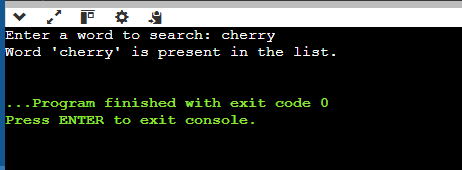 Enter a word to search: cherry
Word 'cherry' is present in the list.
...Program finished with exit code 0
Press ENTER to exit console.